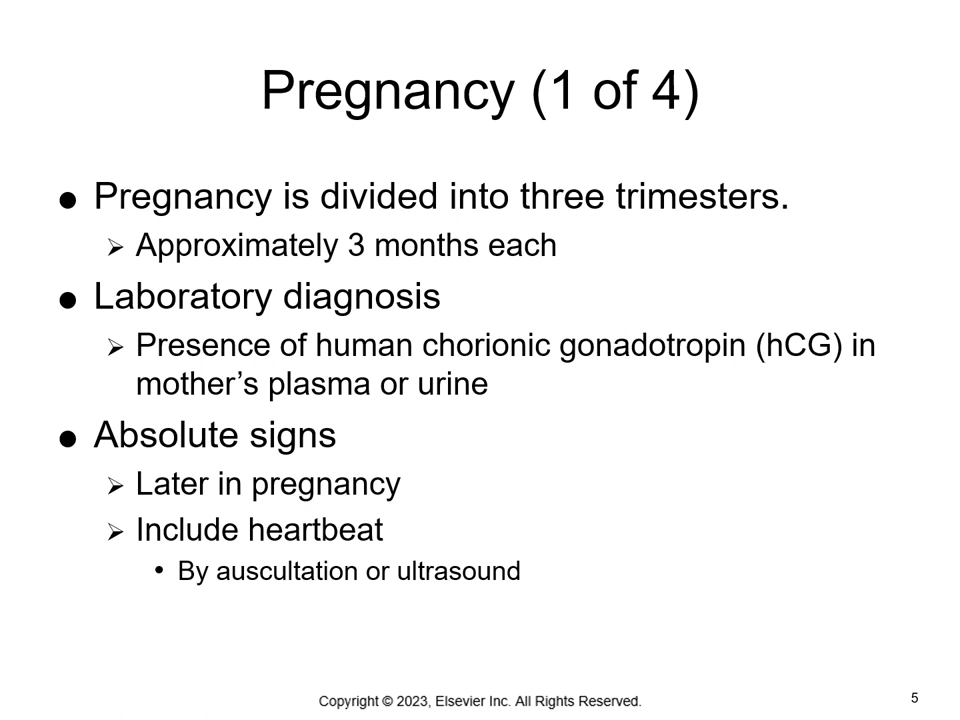 Pregnancy (1 of 4)
● Pregnancy is divided into three trimesters.
➢ Approximately 3 months each
● Laboratory diagnosis
➢ Presence of human chorionic gonadotropin (hCG) in
mother’s plasma or urine
● Absolute signs
➢ Later in pregnancy
➢ Include heartbeat
• By auscultation or ultrasound
Copyright © 2023, Elsevier Inc. All Rights Reserved.
5